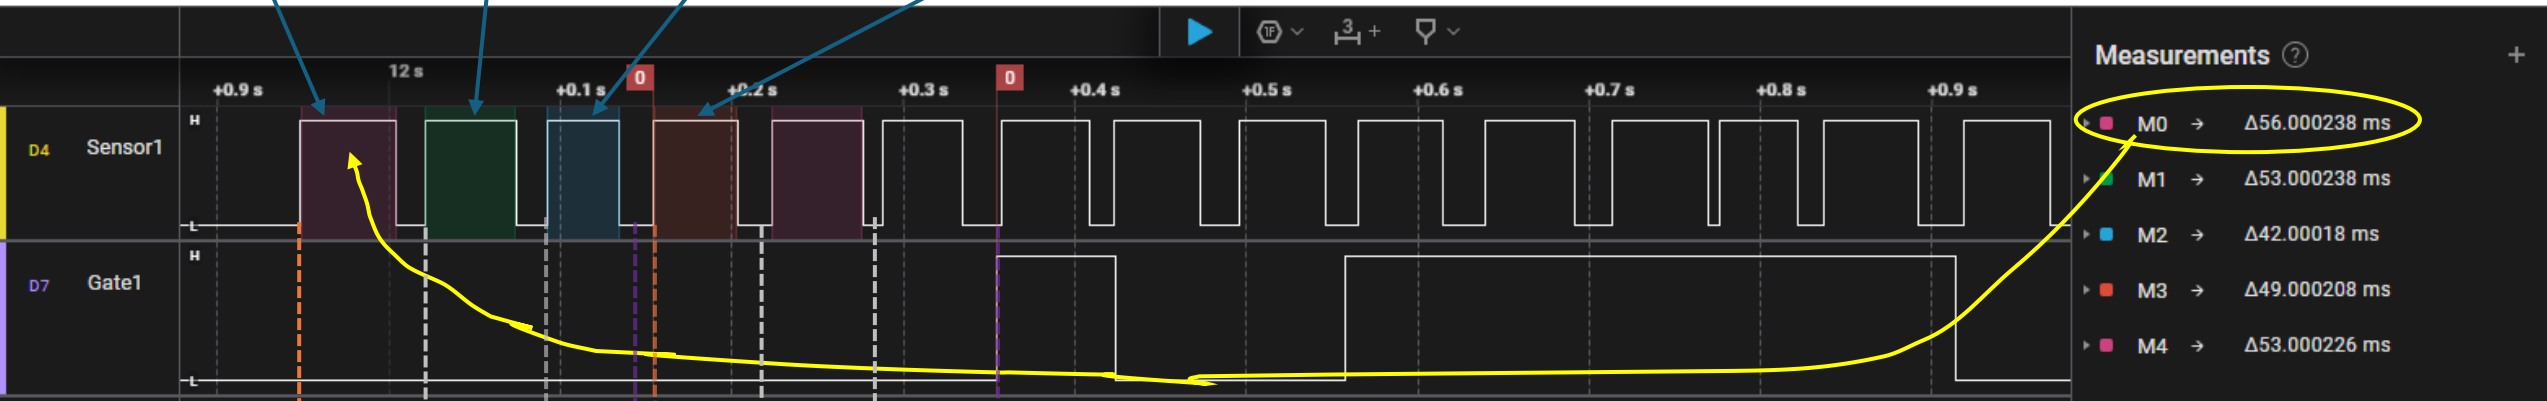 3 +
Measurements ? +
12 s
+0.9 s +0.1 s 0 +0.2 s +0.3 s 0 +0.4 s +0.5 s +0.6 s +0.7 s +0.8 s +0.9 s
D4 Sensor1 H L
D7 Gate1 H L
M0 → Δ56.000238 ms
M1 → Δ53.000238 ms
M2 → Δ42.00018 ms
M3 → Δ49.000208 ms
M4 → Δ53.000226 ms